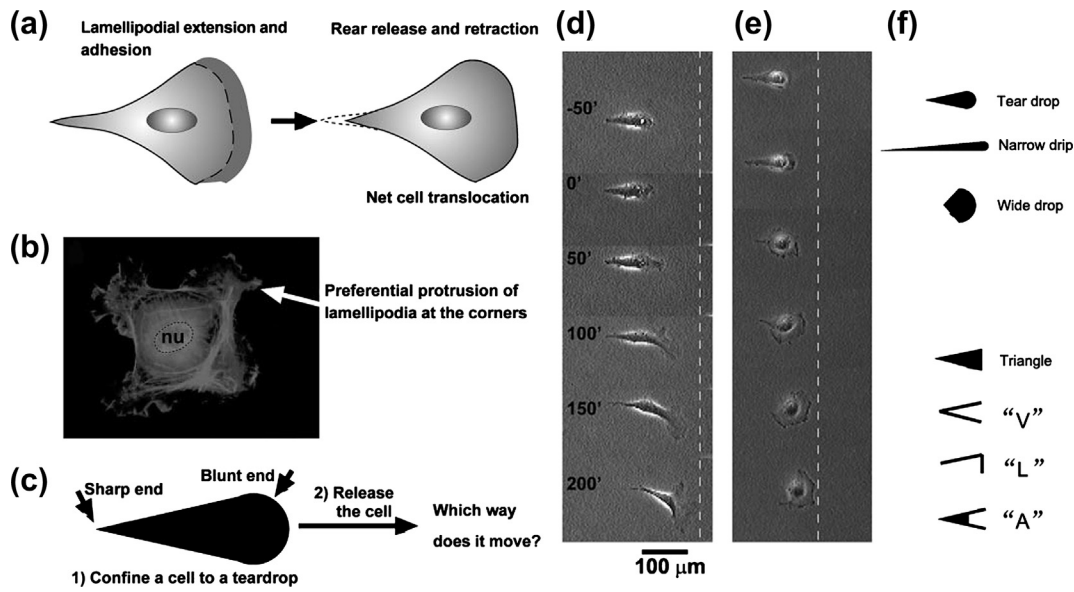 (a)
Lamellipodial extension and
adhesion
Rear release and retraction
Net cell translocation
(b)
nu
Preferential protrusion of
lamellipodia at the corners
(c)
Sharp end
Blunt end
2) Release
the cell
Which way
does it move?
1) Confine a cell to a teardrop
(d)
-50’
0’
50’
100’
150’
200’
100 μm
(e)
(f)
Tear drop
Narrow drip
Wide drop
Triangle
“V”
“L”
“A”